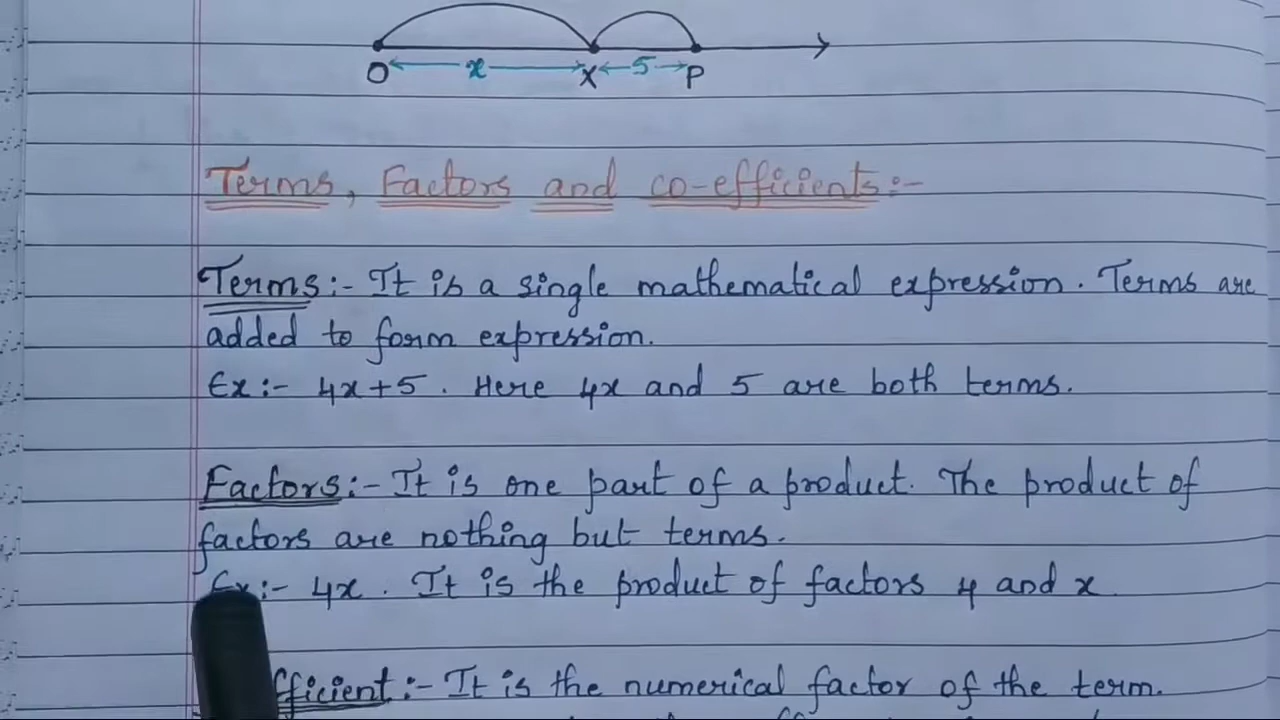 O x X 5 P
Terms, Factors and co-efficients:-
Terms:- It is a single mathematical expression. Terms are
added to form expression.
Ex:- 4x+5. Here 4x and 5 are both terms.
Factors:- It is one part of a product. The product of
factors are nothing but terms.
Ex:- 4x. It is the product of factors 4 and x
fficient:- It is the numerical factor of the term.